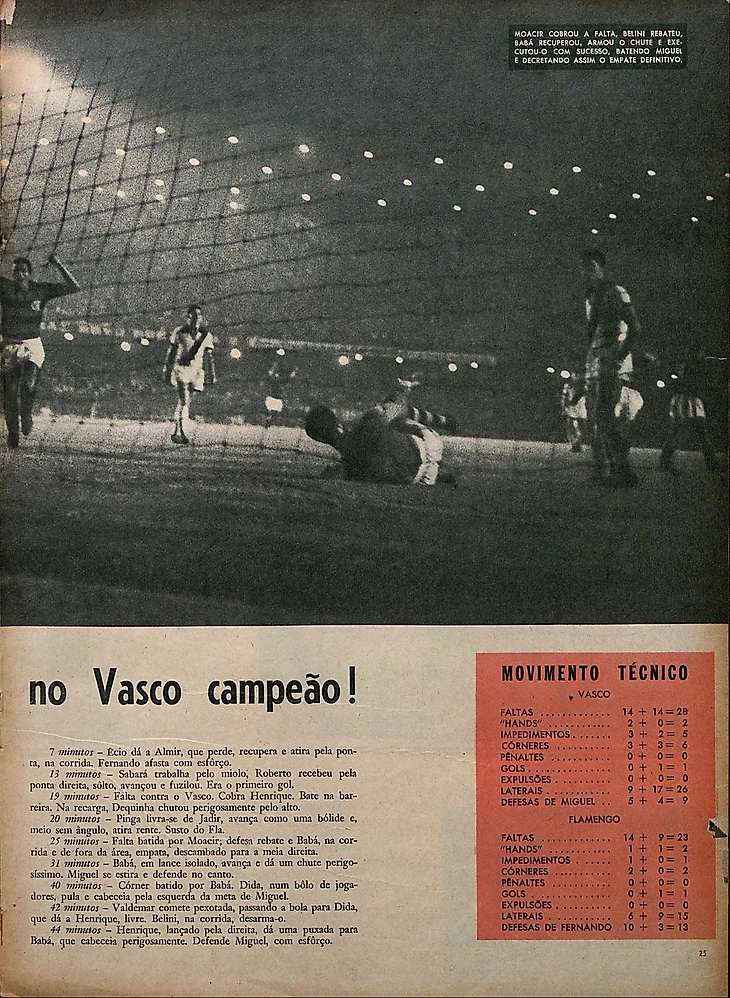 MOACIR COBROU A FALTA, BELINI REBATEU,
BABÁ RECUPEROU, ARMOU O CHUTE E EXE-
CUTOU-O COM SUCESSO, BATENDO MIGUEL
E DECRETANDO ASSIM O EMPATE DEFINITIVO.
no Vasco campeão!
7 minutos – Écio dá a Almir, que perde, recupera e atira pela pon-
ta, na corrida. Fernando afasta com esfôrço.
13 minutos – Sabará trabalha pelo miolo, Roberto recebeu pela
ponta direita, sôlto, avançou e fuzilou. Era o primeiro gol.
19 minutos – Falta contra o Vasco. Cobra Henrique. Bate na bar-
reira. Na recarga, Dequinha chutou perigosamente pelo alto.
20 minutos – Pinga livra-se de Jadir, avança como uma bólide e,
meio sem ângulo, atira rente. Susto do Fla.
25 minutos – Falta batida por Moacir; defesa rebate e Babá, na cor-
rida e de fora da área, empata, descambado para a meia direita.
31 minutos – Babá, em lance isolado, avança e dá um chute perigo-
síssimo. Miguel se estira e defende no canto.
40 minutos – Córner batido por Babá. Dida, num bôlo de joga-
dores, pula e cabeceia pela esquerda da meta de Miguel.
42 minutos – Valdemar comete pexotada, passando a bola para Dida,
que dá a Henrique, livre. Belini, na corrida, desarma-o.
44 minutos – Henrique, lançado pela direita, dá uma puxada para
Babá, que cabeceia perigosamente. Defende Miguel, com esfôrço.
MOVIMENTO TÉCNICO
VASCO
FALTAS ............. 14 + 14 = 28
"HANDS" ............ 2 + 0 = 2
IMPEDIMENTOS ....... 3 + 2 = 5
CÓRNERES ........... 3 + 3 = 6
PÊNALTES ........... 0 + 0 = 0
GOLS ............... 0 + 1 = 1
EXPULSÕES .......... 0 + 0 = 0
LATERAIS ........... 9 + 17 = 26
DEFESAS DE MIGUEL .. 5 + 4 = 9
FLAMENGO
FALTAS ............. 14 + 9 = 23
"HANDS" ............ 1 + 1 = 2
IMPEDIMENTOS ...... 1 + 0 = 1
CÓRNERES ........... 2 + 0 = 2
PÊNALTES ........... 0 + 0 = 0
GOLS ............... 0 + 1 = 1
EXPULSÕES .......... 0 + 0 = 0
LATERAIS ........... 6 + 9 = 15
DEFESAS DE FERNANDO 10 + 3 = 13
25